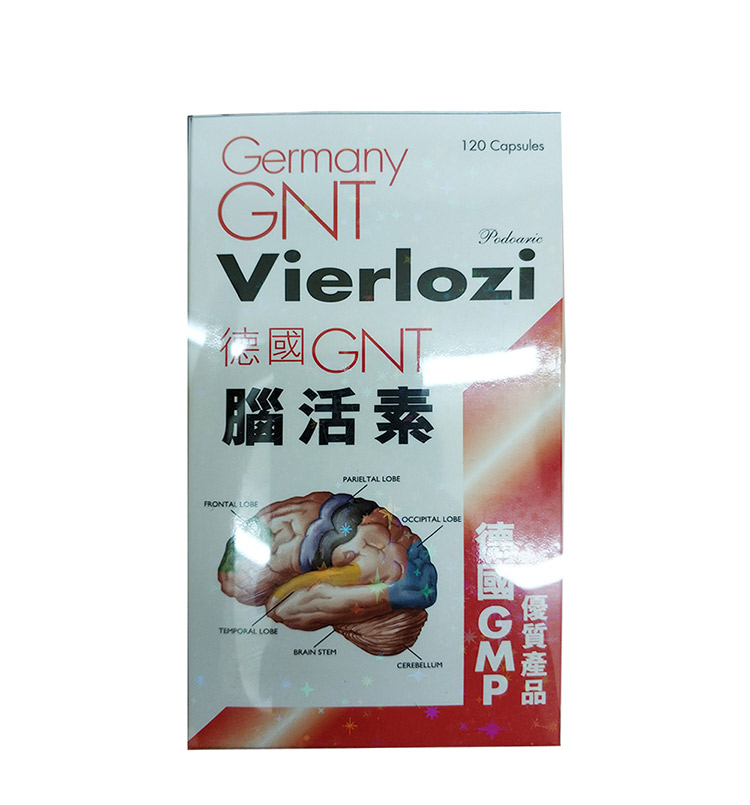 Germany
120 Capsules
GNT
Podoaric
Vierlozi
德國GNT
腦活素
PARIELTAL LOBE
FRONTAL LOBE
OCCIPITAL LOBE
TEMPORAL LOBE
BRAIN STEM
CEREBELLUM
德國GMP
優質產品